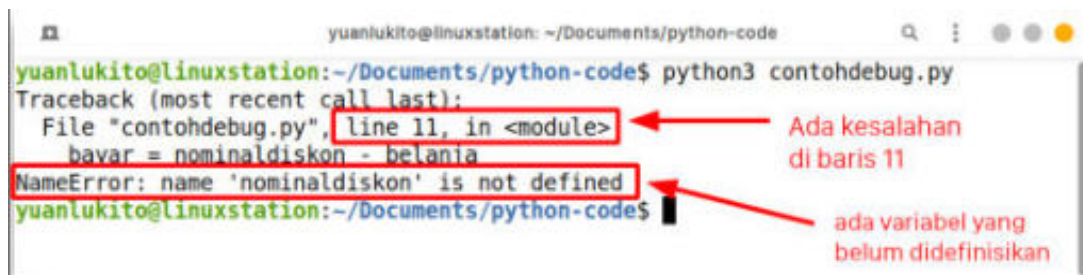 yuanlukito@linuxstation: ~/Documents/python-code
yuanlukito@linuxstation:~/Documents/python-code$ python3 contohdebug.py
Traceback (most recent call last):
File "contohdebug.py", line 11, in <module>
bayar = nominaldiskon - belanja
NameError: name 'nominaldiskon' is not defined
yuanlukito@linuxstation:~/Documents/python-code$
Ada kesalahan
di baris 11
ada variabel yang
belum didefinisikan